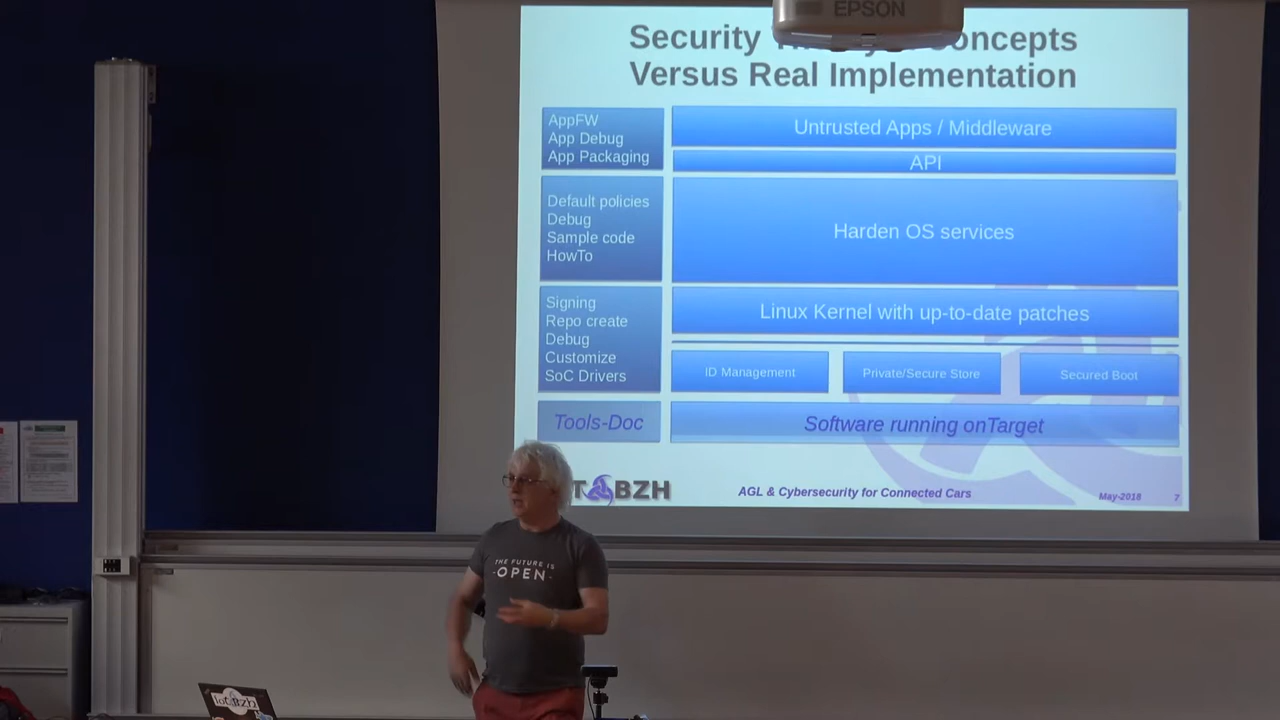 EPSON
Security
Versus Real Implementation
AppFW
App Debug
App Packaging
Untrusted Apps / Middleware
API
Default policies
Debug
Sample code
HowTo
Harden OS services
Signing
Repo create
Debug
Customize
SoC Drivers
Linux Kernel with up-to-date patches
ID Management
Private/Secure Store
Secured Boot
Tools-Doc
Software running onTarget
BZH
AGL & Cybersecurity for Connected Cars
May-2018
7
THE FUTURE IS
-OPEN-
IoT.Bzh